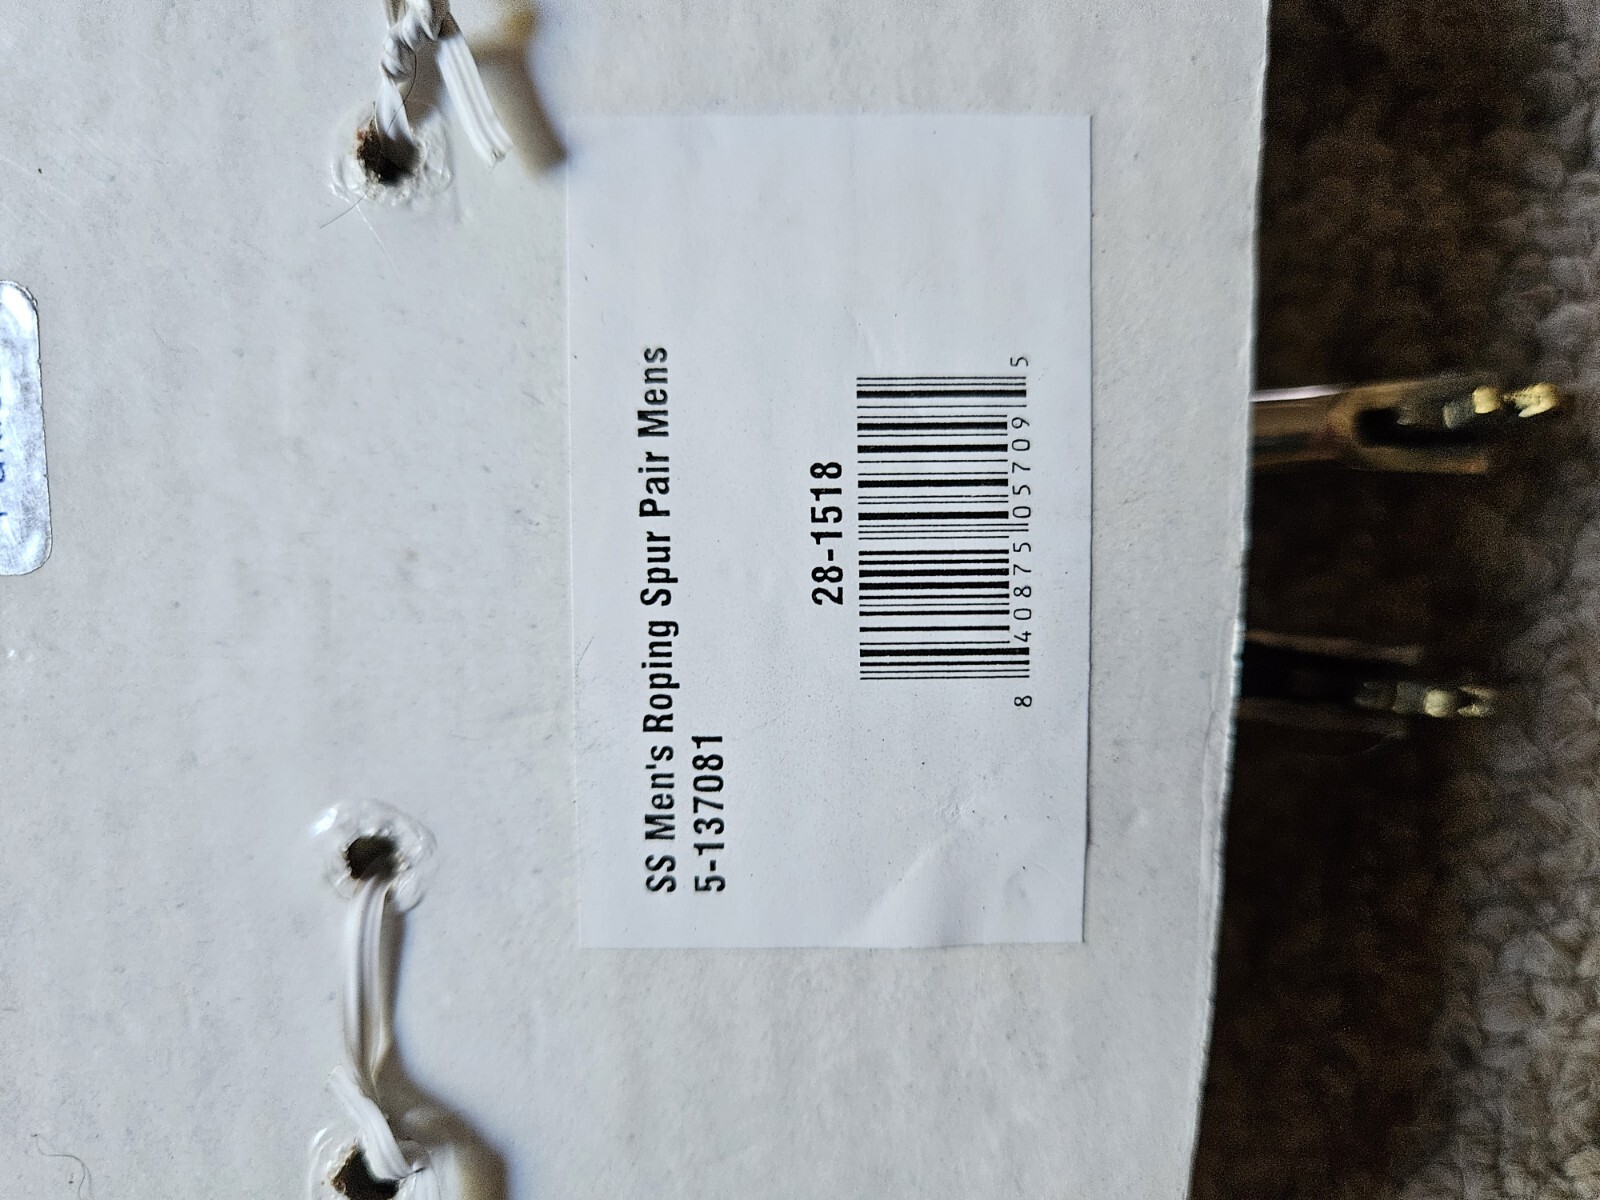 SS Men's Roping Spur Pair Mens
5-137081
28-1518
8 40875 05709 5